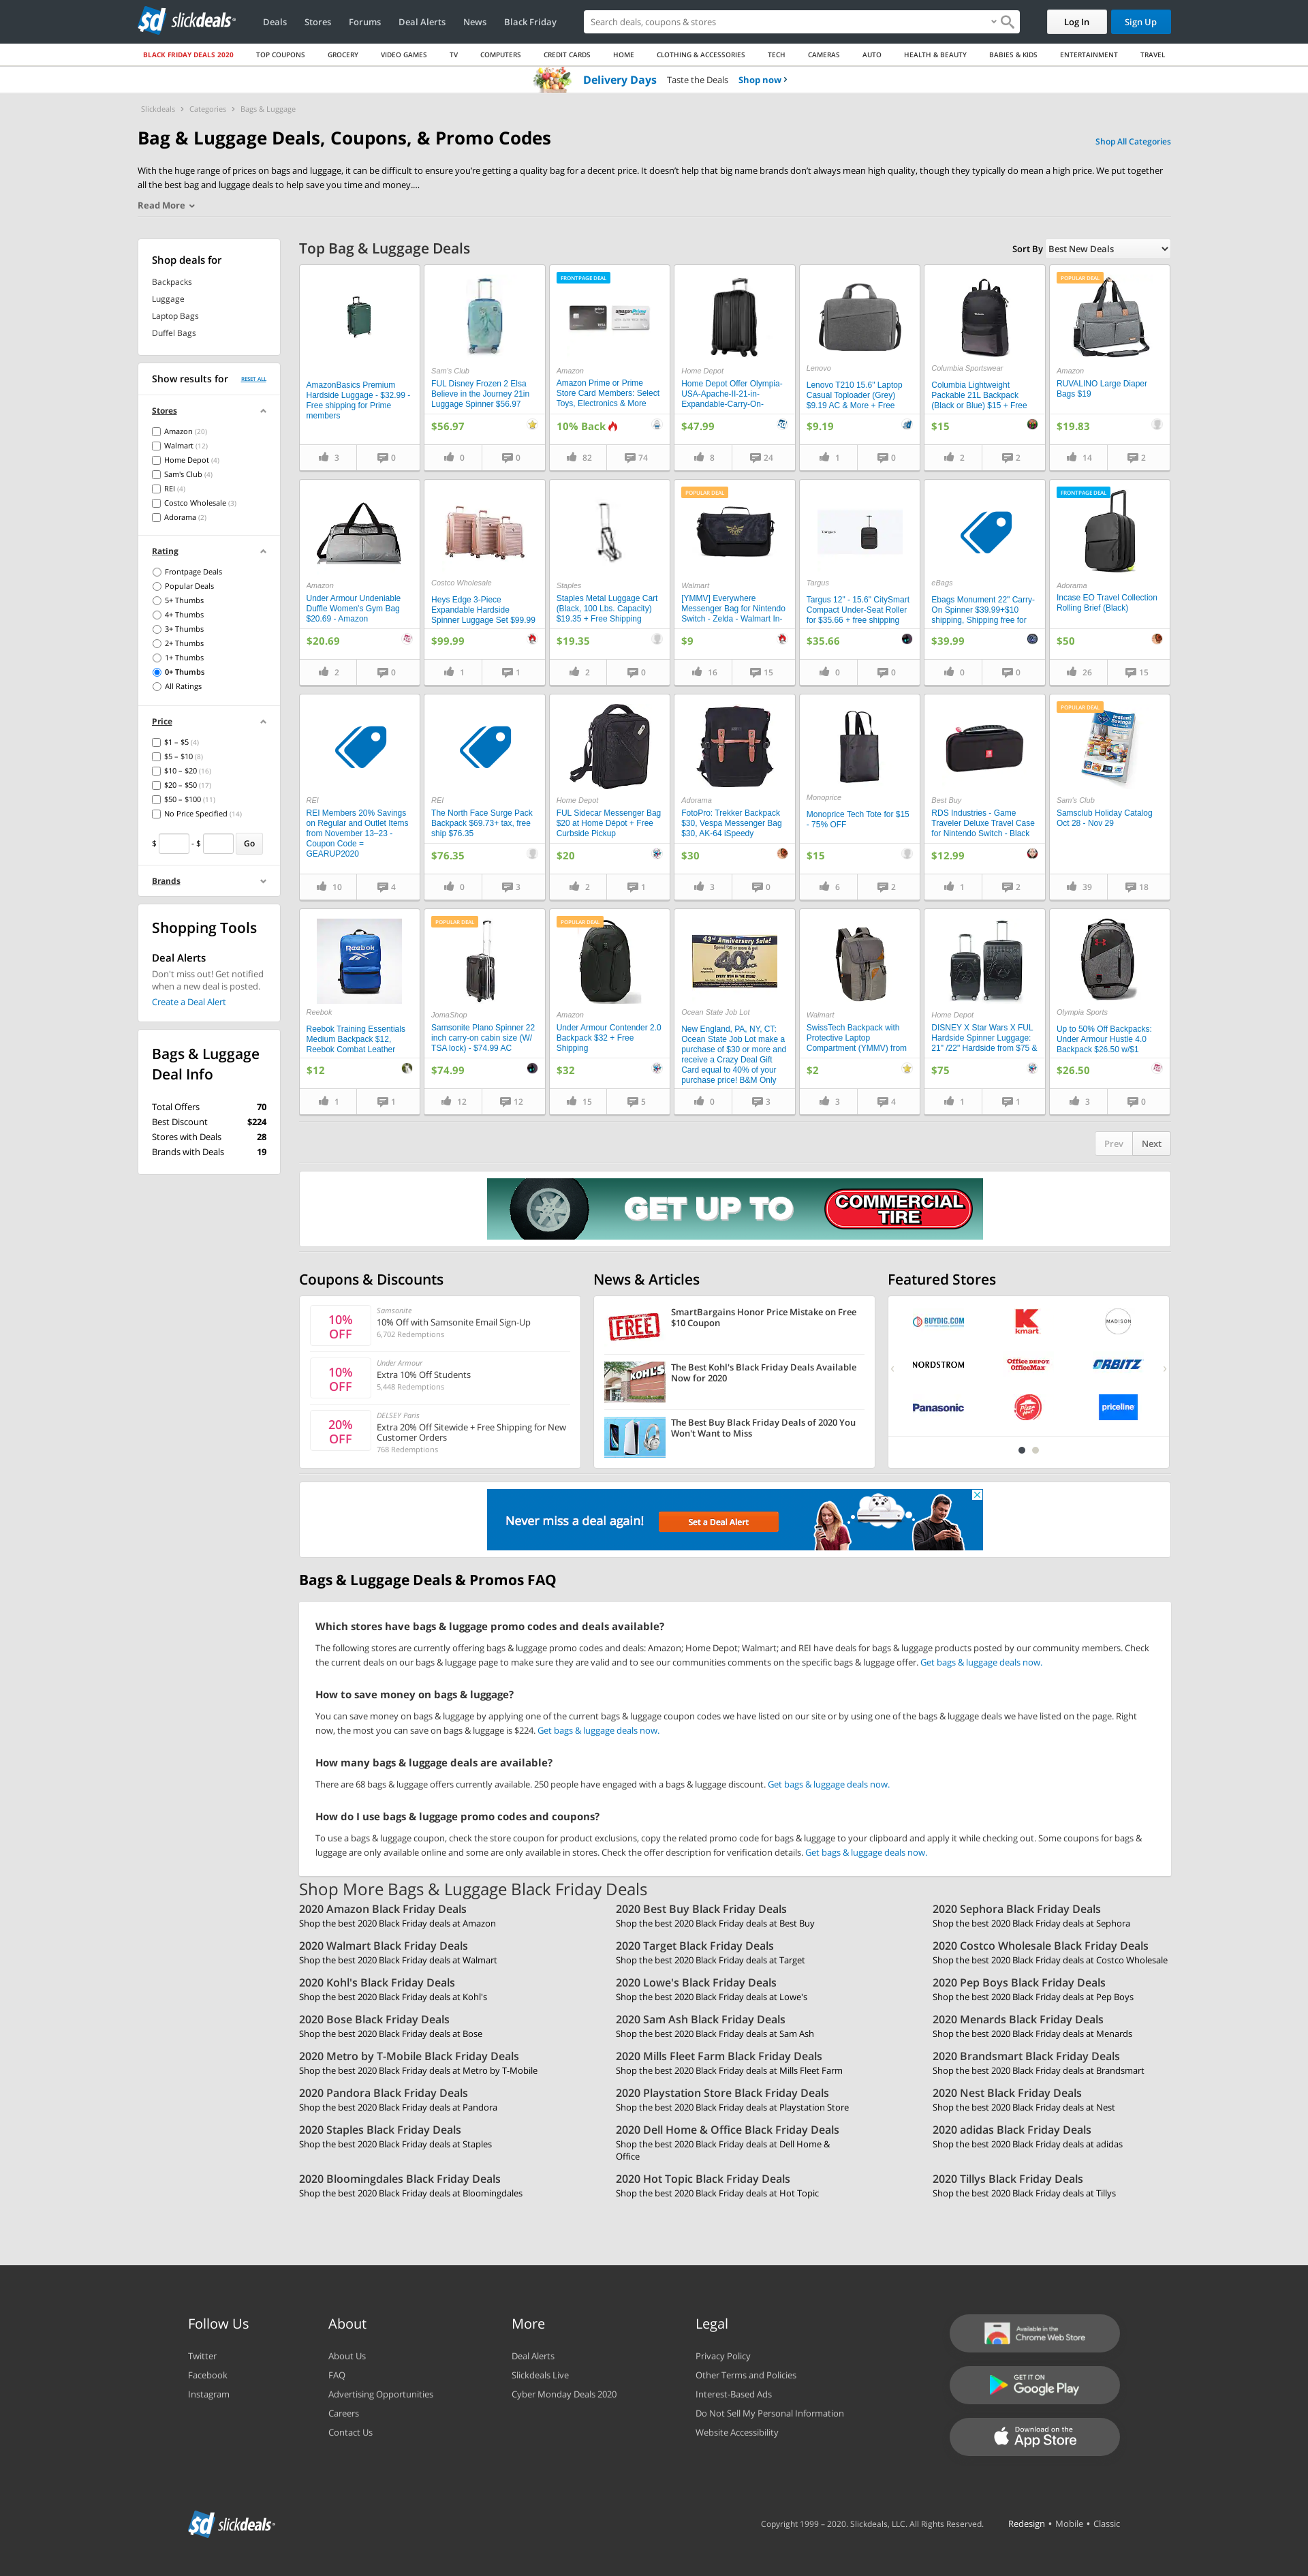 slickdeals
Deals Stores Forums Deal Alerts News Black Friday
Search deals, coupons & stores
Log In
Sign Up
BLACK FRIDAY DEALS 2020 TOP COUPONS GROCERY VIDEO GAMES TV COMPUTERS CREDIT CARDS HOME CLOTHING & ACCESSORIES TECH CAMERAS AUTO HEALTH & BEAUTY BABIES & KIDS ENTERTAINMENT TRAVEL
Delivery Days Taste the Deals Shop now ›
Slickdeals › Categories › Bags & Luggage
Bag & Luggage Deals, Coupons, & Promo Codes
Shop All Categories
With the huge range of prices on bags and luggage, it can be difficult to ensure you’re getting a quality bag for a decent price. It doesn’t help that big name brands don’t always mean high quality, though they typically do mean a high price. We put together
all the best bag and luggage deals to help save you time and money....
Read More
Shop deals for
Backpacks
Luggage
Laptop Bags
Duffel Bags
Show results for RESET ALL
Stores
Amazon (20)
Walmart (12)
Home Depot (4)
Sam's Club (4)
REI (4)
Costco Wholesale (3)
Adorama (2)
Rating
Frontpage Deals
Popular Deals
5+ Thumbs
4+ Thumbs
3+ Thumbs
2+ Thumbs
1+ Thumbs
0+ Thumbs
All Ratings
Price
$1 – $5 (4)
$5 – $10 (8)
$10 – $20 (16)
$20 – $50 (17)
$50 – $100 (11)
No Price Specified (14)
$ - $ Go
Brands
Shopping Tools
Deal Alerts
Don't miss out! Get notified
when a new deal is posted.
Create a Deal Alert
Bags & Luggage
Deal Info
Total Offers 70
Best Discount $224
Stores with Deals 28
Brands with Deals 19
Top Bag & Luggage Deals
Sort By Best New Deals
AmazonBasics Premium
Hardside Luggage - $32.99 -
Free shipping for Prime
members
3 0
Sam's Club
FUL Disney Frozen 2 Elsa
Believe in the Journey 21in
Luggage Spinner $56.97
$56.97
0 0
FRONTPAGE DEAL
Amazon
Amazon Prime or Prime
Store Card Members: Select
Toys, Electronics & More
10% Back
82 74
Home Depot
Home Depot Offer Olympia-
USA-Apache-II-21-in-
Expandable-Carry-On-
$47.99
8 24
Lenovo
Lenovo T210 15.6" Laptop
Casual Toploader (Grey)
$9.19 AC & More + Free
$9.19
1 0
Columbia Sportswear
Columbia Lightweight
Packable 21L Backpack
(Black or Blue) $15 + Free
$15
2 2
POPULAR DEAL
Amazon
RUVALINO Large Diaper
Bags $19
$19.83
14 2
Amazon
Under Armour Undeniable
Duffle Women's Gym Bag
$20.69 - Amazon
$20.69
2 0
Costco Wholesale
Heys Edge 3-Piece
Expandable Hardside
Spinner Luggage Set $99.99
$99.99
1 1
Staples
Staples Metal Luggage Cart
(Black, 100 Lbs. Capacity)
$19.35 + Free Shipping
$19.35
2 0
POPULAR DEAL
Walmart
[YMMV] Everywhere
Messenger Bag for Nintendo
Switch - Zelda - Walmart In-
$9
16 15
Targus
Targus 12" - 15.6" CitySmart
Compact Under-Seat Roller
for $35.66 + free shipping
$35.66
0 0
eBags
Ebags Monument 22" Carry-
On Spinner $39.99+$10
shipping, Shipping free for
$39.99
0 0
FRONTPAGE DEAL
Adorama
Incase EO Travel Collection
Rolling Brief (Black)
$50
26 15
REI
REI Members 20% Savings
on Regular and Outlet Items
from November 13–23 -
Coupon Code =
GEARUP2020
10 4
REI
The North Face Surge Pack
Backpack $69.73+ tax, free
ship $76.35
$76.35
0 3
Home Depot
FUL Sidecar Messenger Bag
$20 at Home Depot + Free
Curbside Pickup
$20
2 1
Adorama
FotoPro: Trekker Backpack
$30, Vespa Messenger Bag
$30, AK-64 iSpeedy
$30
3 0
Monoprice
Monoprice Tech Tote for $15
- 75% OFF
$15
6 2
Best Buy
RDS Industries - Game
Traveler Deluxe Travel Case
for Nintendo Switch - Black
$12.99
1 2
POPULAR DEAL
Instant
Savings
Sam's Club
Samsclub Holiday Catalog
Oct 28 - Nov 29
39 18
Reebok
Reebok
Reebok Training Essentials
Medium Backpack $12,
Reebok Combat Leather
$12
1 1
POPULAR DEAL
JomaShop
Samsonite Plano Spinner 22
inch carry-on cabin size (W/
TSA lock) - $74.99 AC
$74.99
12 12
POPULAR DEAL
Amazon
Under Armour Contender 2.0
Backpack $32 + Free
Shipping
$32
15 5
43rd Anniversary Sale!
Ocean State Job Lot
New England, PA, NY, CT:
Ocean State Job Lot make a
purchase of $30 or more and
receive a Crazy Deal Gift
Card equal to 40% of your
purchase price! B&M Only
0 3
Walmart
SwissTech Backpack with
Protective Laptop
Compartment (YMMV) from
$2
3 4
Home Depot
DISNEY X Star Wars X FUL
Hardside Spinner Luggage:
21" /22" Hardside from $75 &
$75
1 1
Olympia Sports
Up to 50% Off Backpacks:
Under Armour Hustle 4.0
Backpack $26.50 w/$1
$26.50
3 0
Prev Next
GET UP TO COMMERCIAL TIRE
Coupons & Discounts
10% OFF
Samsonite
10% Off with Samsonite Email Sign-Up
6,702 Redemptions
10% OFF
Under Armour
Extra 10% Off Students
5,448 Redemptions
20% OFF
DELSEY Paris
Extra 20% Off Sitewide + Free Shipping for New
Customer Orders
768 Redemptions
News & Articles
FREE
SmartBargains Honor Price Mistake on Free
$10 Coupon
KOHL'S
The Best Kohl's Black Friday Deals Available
Now for 2020
The Best Buy Black Friday Deals of 2020 You
Won't Want to Miss
Featured Stores
BUYDIG.COM kmart MADISON
NORDSTROM Office DEPOT OfficeMax ORBITZ
Panasonic priceline
Never miss a deal again! Set a Deal Alert
Bags & Luggage Deals & Promos FAQ
Which stores have bags & luggage promo codes and deals available?
The following stores are currently offering bags & luggage promo codes and deals: Amazon; Home Depot; Walmart; and REI have deals for bags & luggage products posted by our community members. Check
the current deals on our bags & luggage page to make sure they are valid and to see our communities comments on the specific bags & luggage offer. Get bags & luggage deals now.
How to save money on bags & luggage?
You can save money on bags & luggage by applying one of the current bags & luggage coupon codes we have listed on our site or by using one of the bags & luggage deals we have listed on the page. Right
now, the most you can save on bags & luggage is $224. Get bags & luggage deals now.
How many bags & luggage deals are available?
There are 68 bags & luggage offers currently available. 250 people have engaged with a bags & luggage discount. Get bags & luggage deals now.
How do I use bags & luggage promo codes and coupons?
To use a bags & luggage coupon, check the store coupon for product exclusions, copy the related promo code for bags & luggage to your clipboard and apply it while checking out. Some coupons for bags &
luggage are only available online and some are only available in stores. Check the offer description for verification details. Get bags & luggage deals now.
Shop More Bags & Luggage Black Friday Deals
2020 Amazon Black Friday Deals
Shop the best 2020 Black Friday deals at Amazon
2020 Best Buy Black Friday Deals
Shop the best 2020 Black Friday deals at Best Buy
2020 Sephora Black Friday Deals
Shop the best 2020 Black Friday deals at Sephora
2020 Walmart Black Friday Deals
Shop the best 2020 Black Friday deals at Walmart
2020 Target Black Friday Deals
Shop the best 2020 Black Friday deals at Target
2020 Costco Wholesale Black Friday Deals
Shop the best 2020 Black Friday deals at Costco Wholesale
2020 Kohl's Black Friday Deals
Shop the best 2020 Black Friday deals at Kohl's
2020 Lowe's Black Friday Deals
Shop the best 2020 Black Friday deals at Lowe's
2020 Pep Boys Black Friday Deals
Shop the best 2020 Black Friday deals at Pep Boys
2020 Bose Black Friday Deals
Shop the best 2020 Black Friday deals at Bose
2020 Sam Ash Black Friday Deals
Shop the best 2020 Black Friday deals at Sam Ash
2020 Menards Black Friday Deals
Shop the best 2020 Black Friday deals at Menards
2020 Metro by T-Mobile Black Friday Deals
Shop the best 2020 Black Friday deals at Metro by T-Mobile
2020 Mills Fleet Farm Black Friday Deals
Shop the best 2020 Black Friday deals at Mills Fleet Farm
2020 Brandsmart Black Friday Deals
Shop the best 2020 Black Friday deals at Brandsmart
2020 Pandora Black Friday Deals
Shop the best 2020 Black Friday deals at Pandora
2020 Playstation Store Black Friday Deals
Shop the best 2020 Black Friday deals at Playstation Store
2020 Nest Black Friday Deals
Shop the best 2020 Black Friday deals at Nest
2020 Staples Black Friday Deals
Shop the best 2020 Black Friday deals at Staples
2020 Dell Home & Office Black Friday Deals
Shop the best 2020 Black Friday deals at Dell Home &
Office
2020 adidas Black Friday Deals
Shop the best 2020 Black Friday deals at adidas
2020 Bloomingdales Black Friday Deals
Shop the best 2020 Black Friday deals at Bloomingdales
2020 Hot Topic Black Friday Deals
Shop the best 2020 Black Friday deals at Hot Topic
2020 Tillys Black Friday Deals
Shop the best 2020 Black Friday deals at Tillys
Follow Us
Twitter
Facebook
Instagram
About
About Us
FAQ
Advertising Opportunities
Careers
Contact Us
More
Deal Alerts
Slickdeals Live
Cyber Monday Deals 2020
Legal
Privacy Policy
Other Terms and Policies
Interest-Based Ads
Do Not Sell My Personal Information
Website Accessibility
Available in the
Chrome Web Store
GET IT ON
Google Play
Download on the
App Store
slickdeals
Copyright 1999 – 2020. Slickdeals, LLC. All Rights Reserved. Redesign • Mobile • Classic